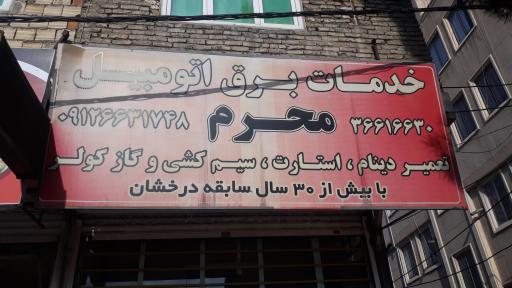 خدمات برق اتومبیل
۳۶۶۱۶۶۳۰ محرم ۰۹۱۲۶۶۳۱۷۴۸
تعمیر دینام ، استارت ، سیم کشی و گاز کولر
با بیش از ۳۰ سال سابقه درخشان